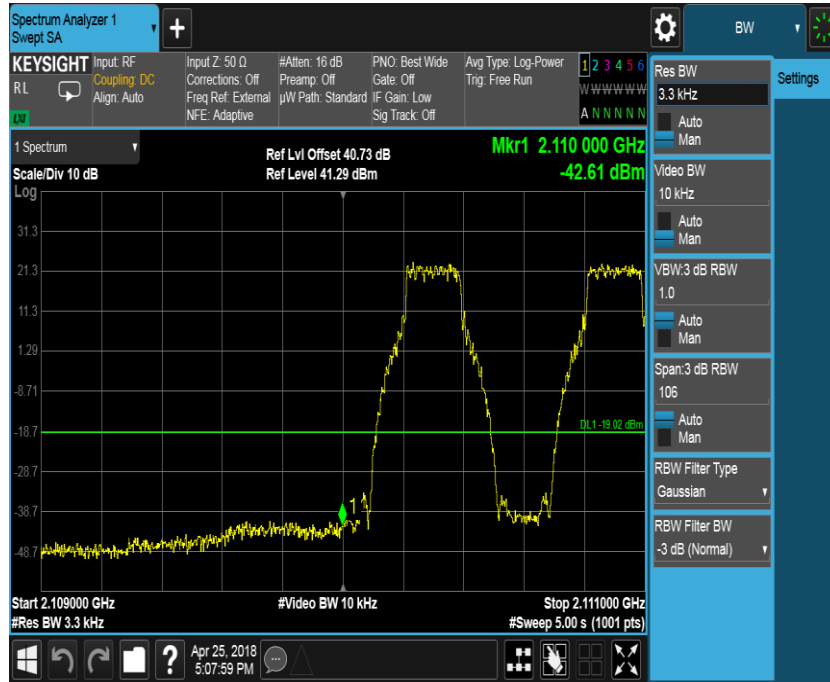 Spectrum Analyzer 1
Swept SA
+
BW
KEYSIGHT
RL
LXI
Input: RF
Coupling: DC
Align: Auto
Input Z: 50 Ω
Corrections: Off
Freq Ref: External
NFE: Adaptive
#Atten: 16 dB
Preamp: Off
µW Path: Standard
PNO: Best Wide
Gate: Off
IF Gain: Low
Sig Track: Off
Avg Type: Log-Power
Trig: Free Run
1 2 3 4 5 6
W W W W W W
A N N N N N
1 Spectrum
Scale/Div 10 dB
Log
Ref Lvl Offset 40.73 dB
Ref Level 41.29 dBm
Mkr1 2.110 000 GHz
-42.61 dBm
31.3
21.3
11.3
1.29
-8.71
-18.7
-28.7
-38.7
-48.7
DL1 -19.02 dBm
1
Start 2.109000 GHz
#Res BW 3.3 kHz
#Video BW 10 kHz
Stop 2.111000 GHz
#Sweep 5.00 s (1001 pts)
Res BW
3.3 kHz
Auto
Man
Video BW
10 kHz
Auto
Man
VBW:3 dB RBW
1.0
Auto
Man
Span:3 dB RBW
106
Auto
Man
RBW Filter Type
Gaussian
RBW Filter BW
-3 dB (Normal)
Settings
?
Apr 25, 2018
5:07:59 PM